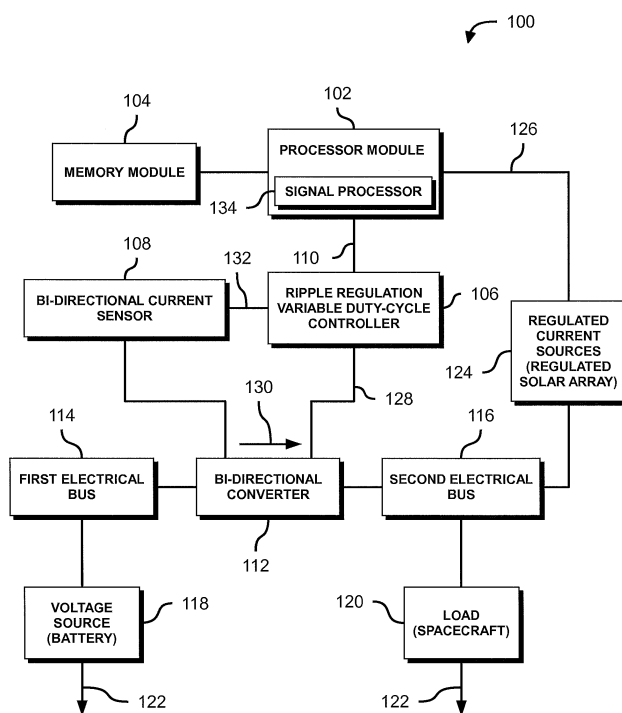 100
104
102
126
MEMORY MODULE
PROCESSOR MODULE
SIGNAL PROCESSOR
134
110
108
132
BI-DIRECTIONAL CURRENT
SENSOR
RIPPLE REGULATION
VARIABLE DUTY-CYCLE
CONTROLLER
106
REGULATED
CURRENT
SOURCES
(REGULATED
SOLAR ARRAY)
124
128
130
114
116
FIRST ELECTRICAL
BUS
BI-DIRECTIONAL
CONVERTER
SECOND ELECTRICAL
BUS
112
VOLTAGE
SOURCE
(BATTERY)
118
120
LOAD
(SPACECRAFT)
122
122